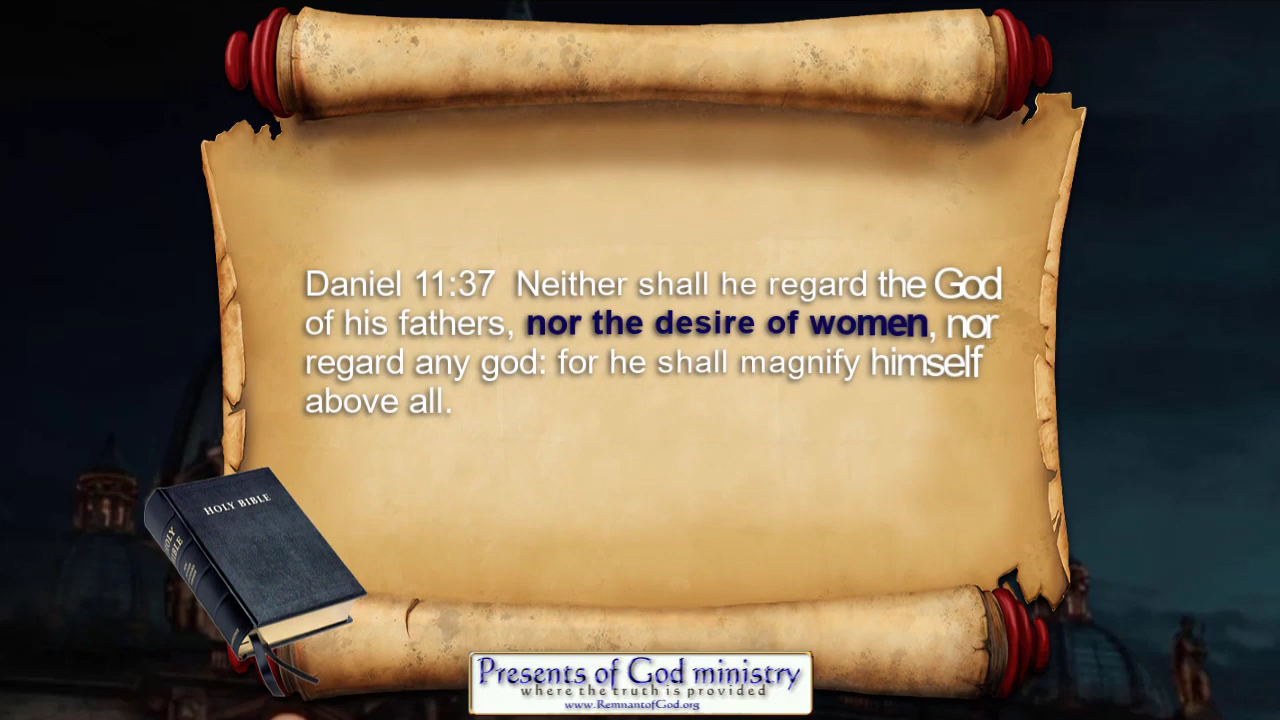 Daniel 11:37  Neither shall he regard the God
of his fathers, nor the desire of women, nor
regard any god: for he shall magnify himself
above all.
HOLY BIBLE
HOLY BIBLE
Presents of God ministry
where the truth is provided
www.RemnantofGod.org